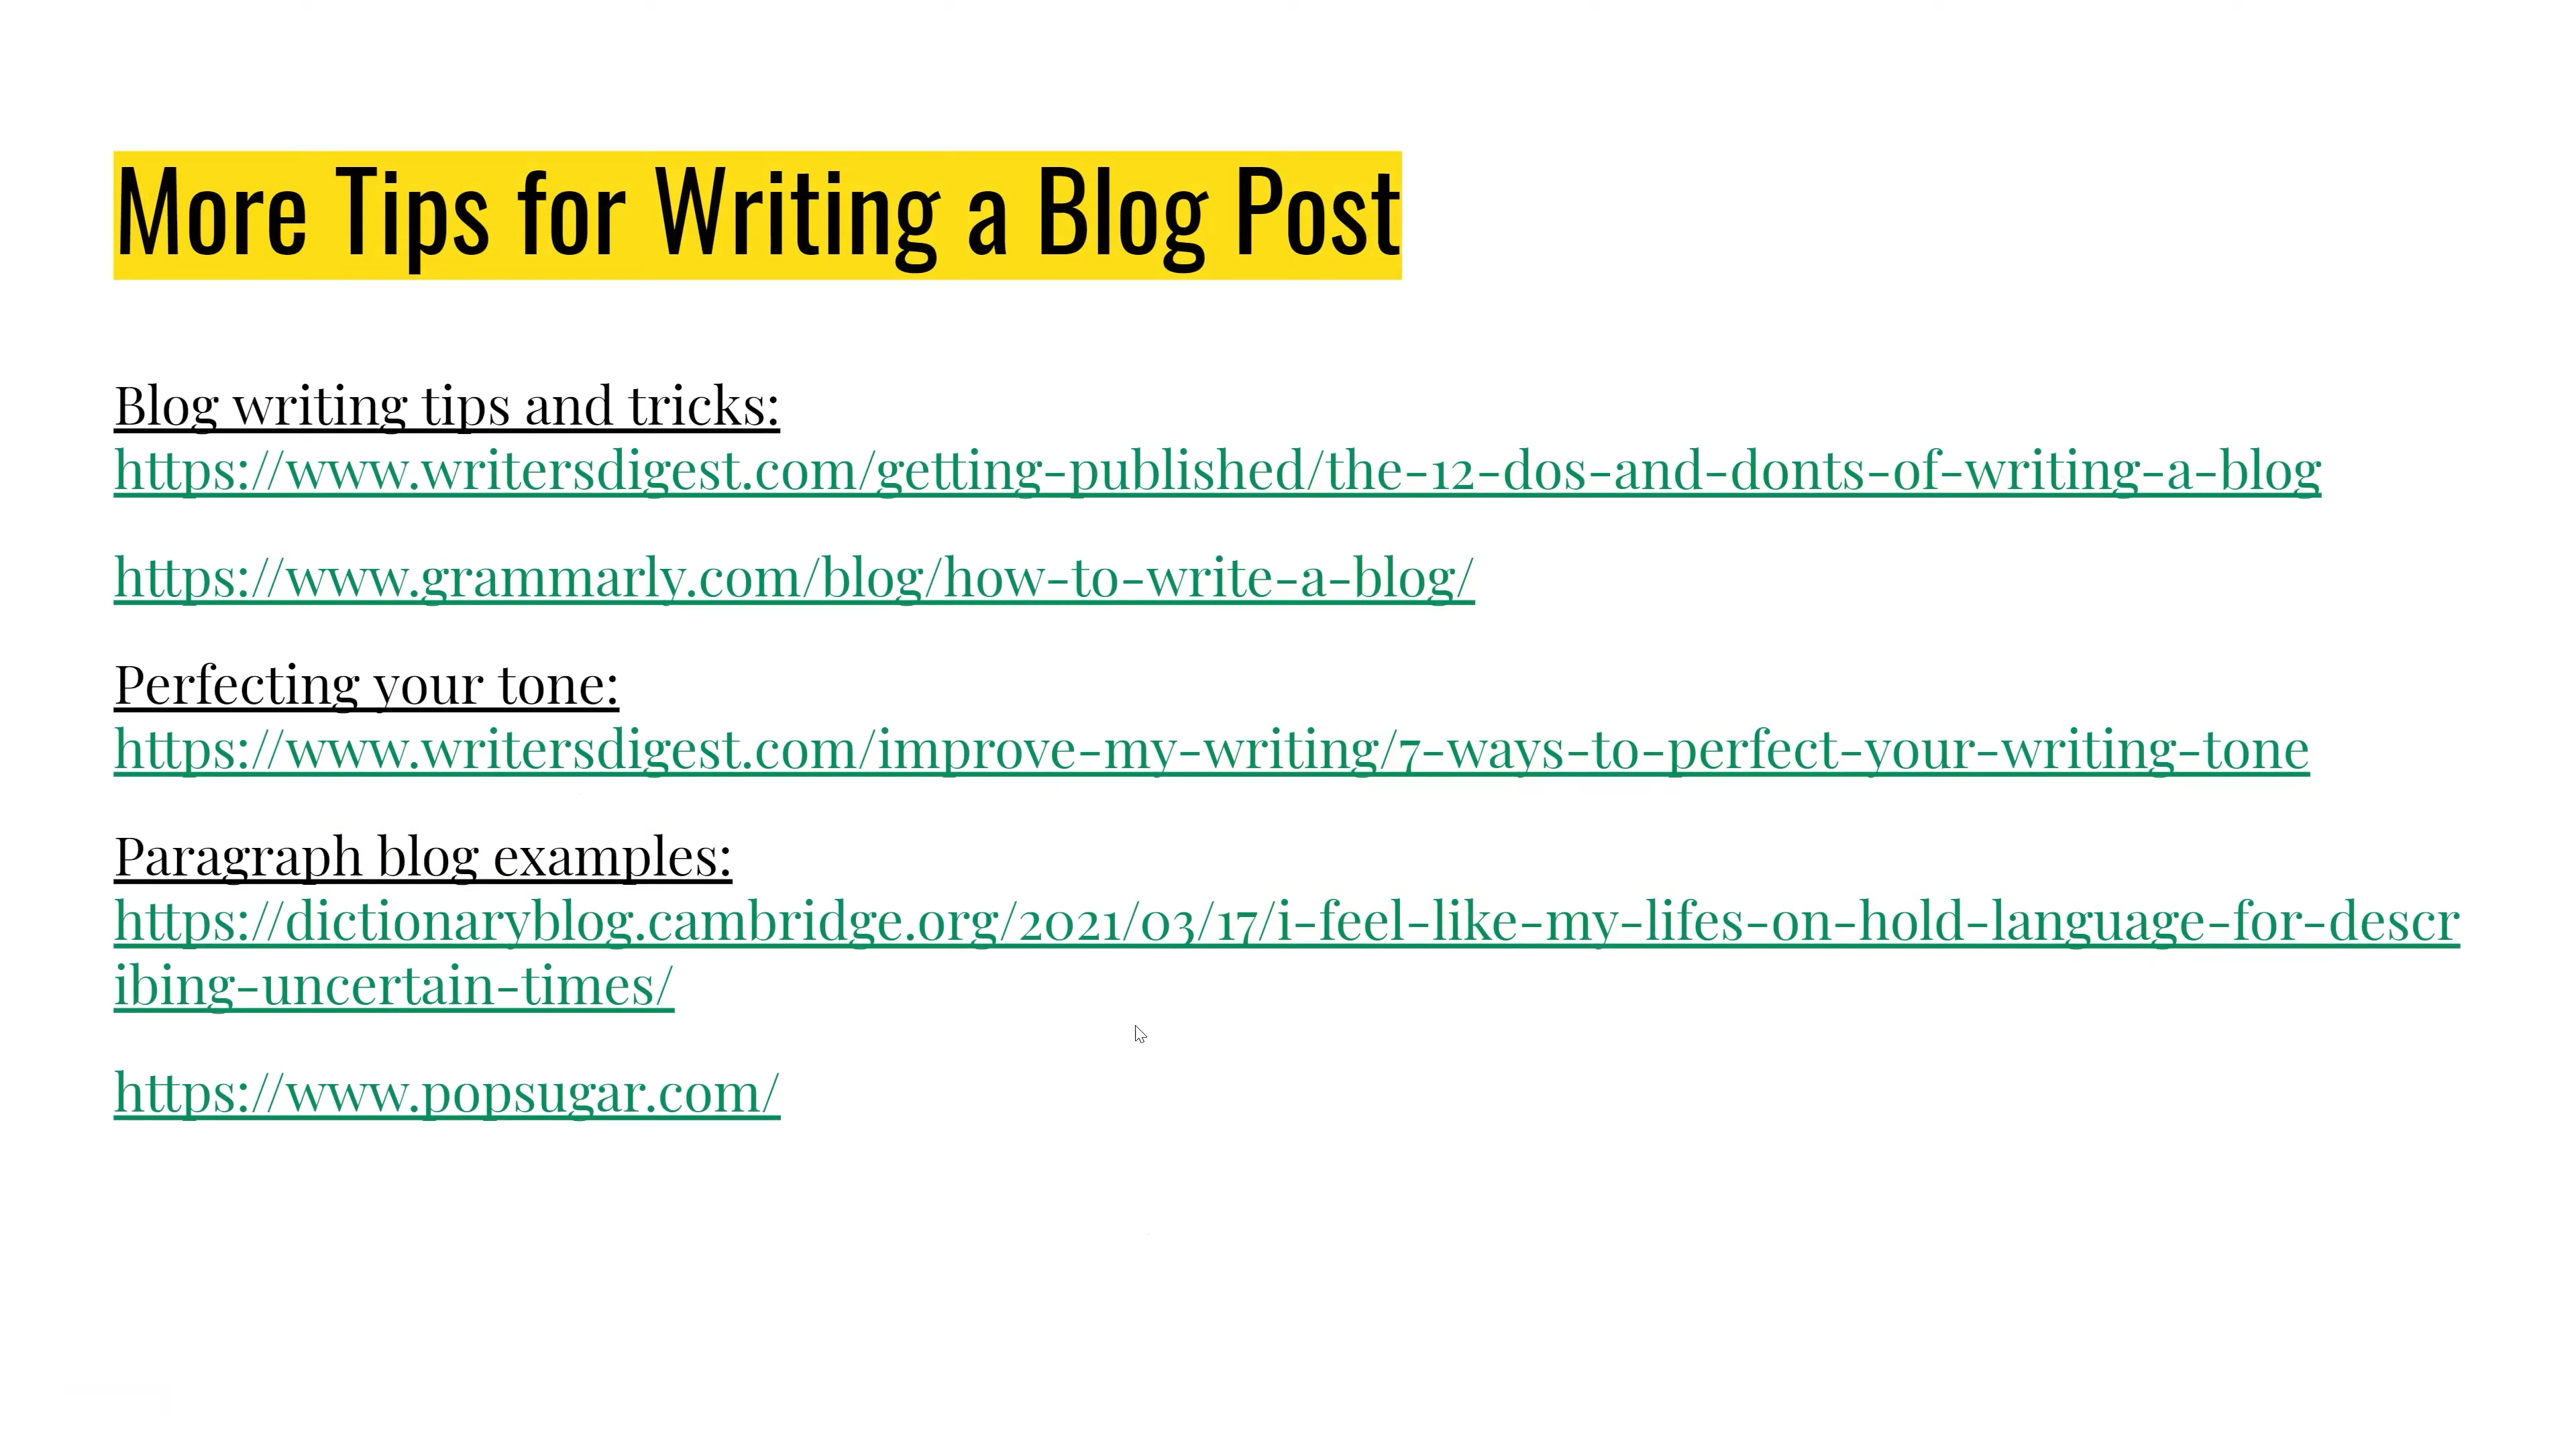 More Tips for Writing a Blog Post
Blog writing tips and tricks:
https://www.writersdigest.com/getting-published/the-12-dos-and-donts-of-writing-a-blog
https://www.grammarly.com/blog/how-to-write-a-blog/
Perfecting your tone:
https://www.writersdigest.com/improve-my-writing/7-ways-to-perfect-your-writing-tone
Paragraph blog examples:
https://dictionaryblog.cambridge.org/2021/03/17/i-feel-like-my-lifes-on-hold-language-for-descr
ibing-uncertain-times/
https://www.popsugar.com/